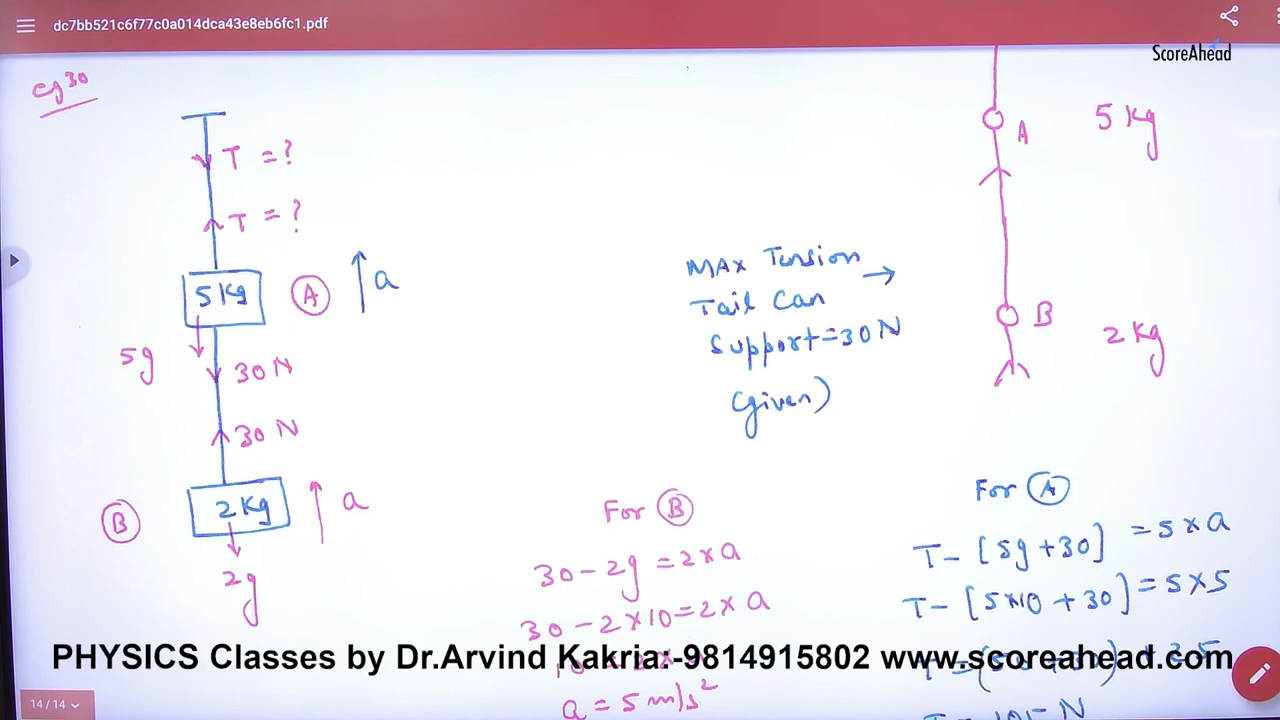 dc7bb521c6f77c0a014dca43e8eb6fc1.pdf
ScoreAhead
eg 30
T = ?
T = ?
5 Kg
A
a
5g
30 N
30 N
B
2 Kg
a
2g
MAX Tension
Tail Can
Support = 30 N
Given)
A
5 Kg
B
2 Kg
For B
30 - 2g = 2 × a
30 - 2×10 = 2 × a
a = 5 m/s²
For A
T - [5g + 30] = 5 × a
T - [5×10 + 30] = 5 × 5
PHYSICS Classes by Dr.Arvind Kakria:-9814915802 www.scoreahead.com
14 / 14